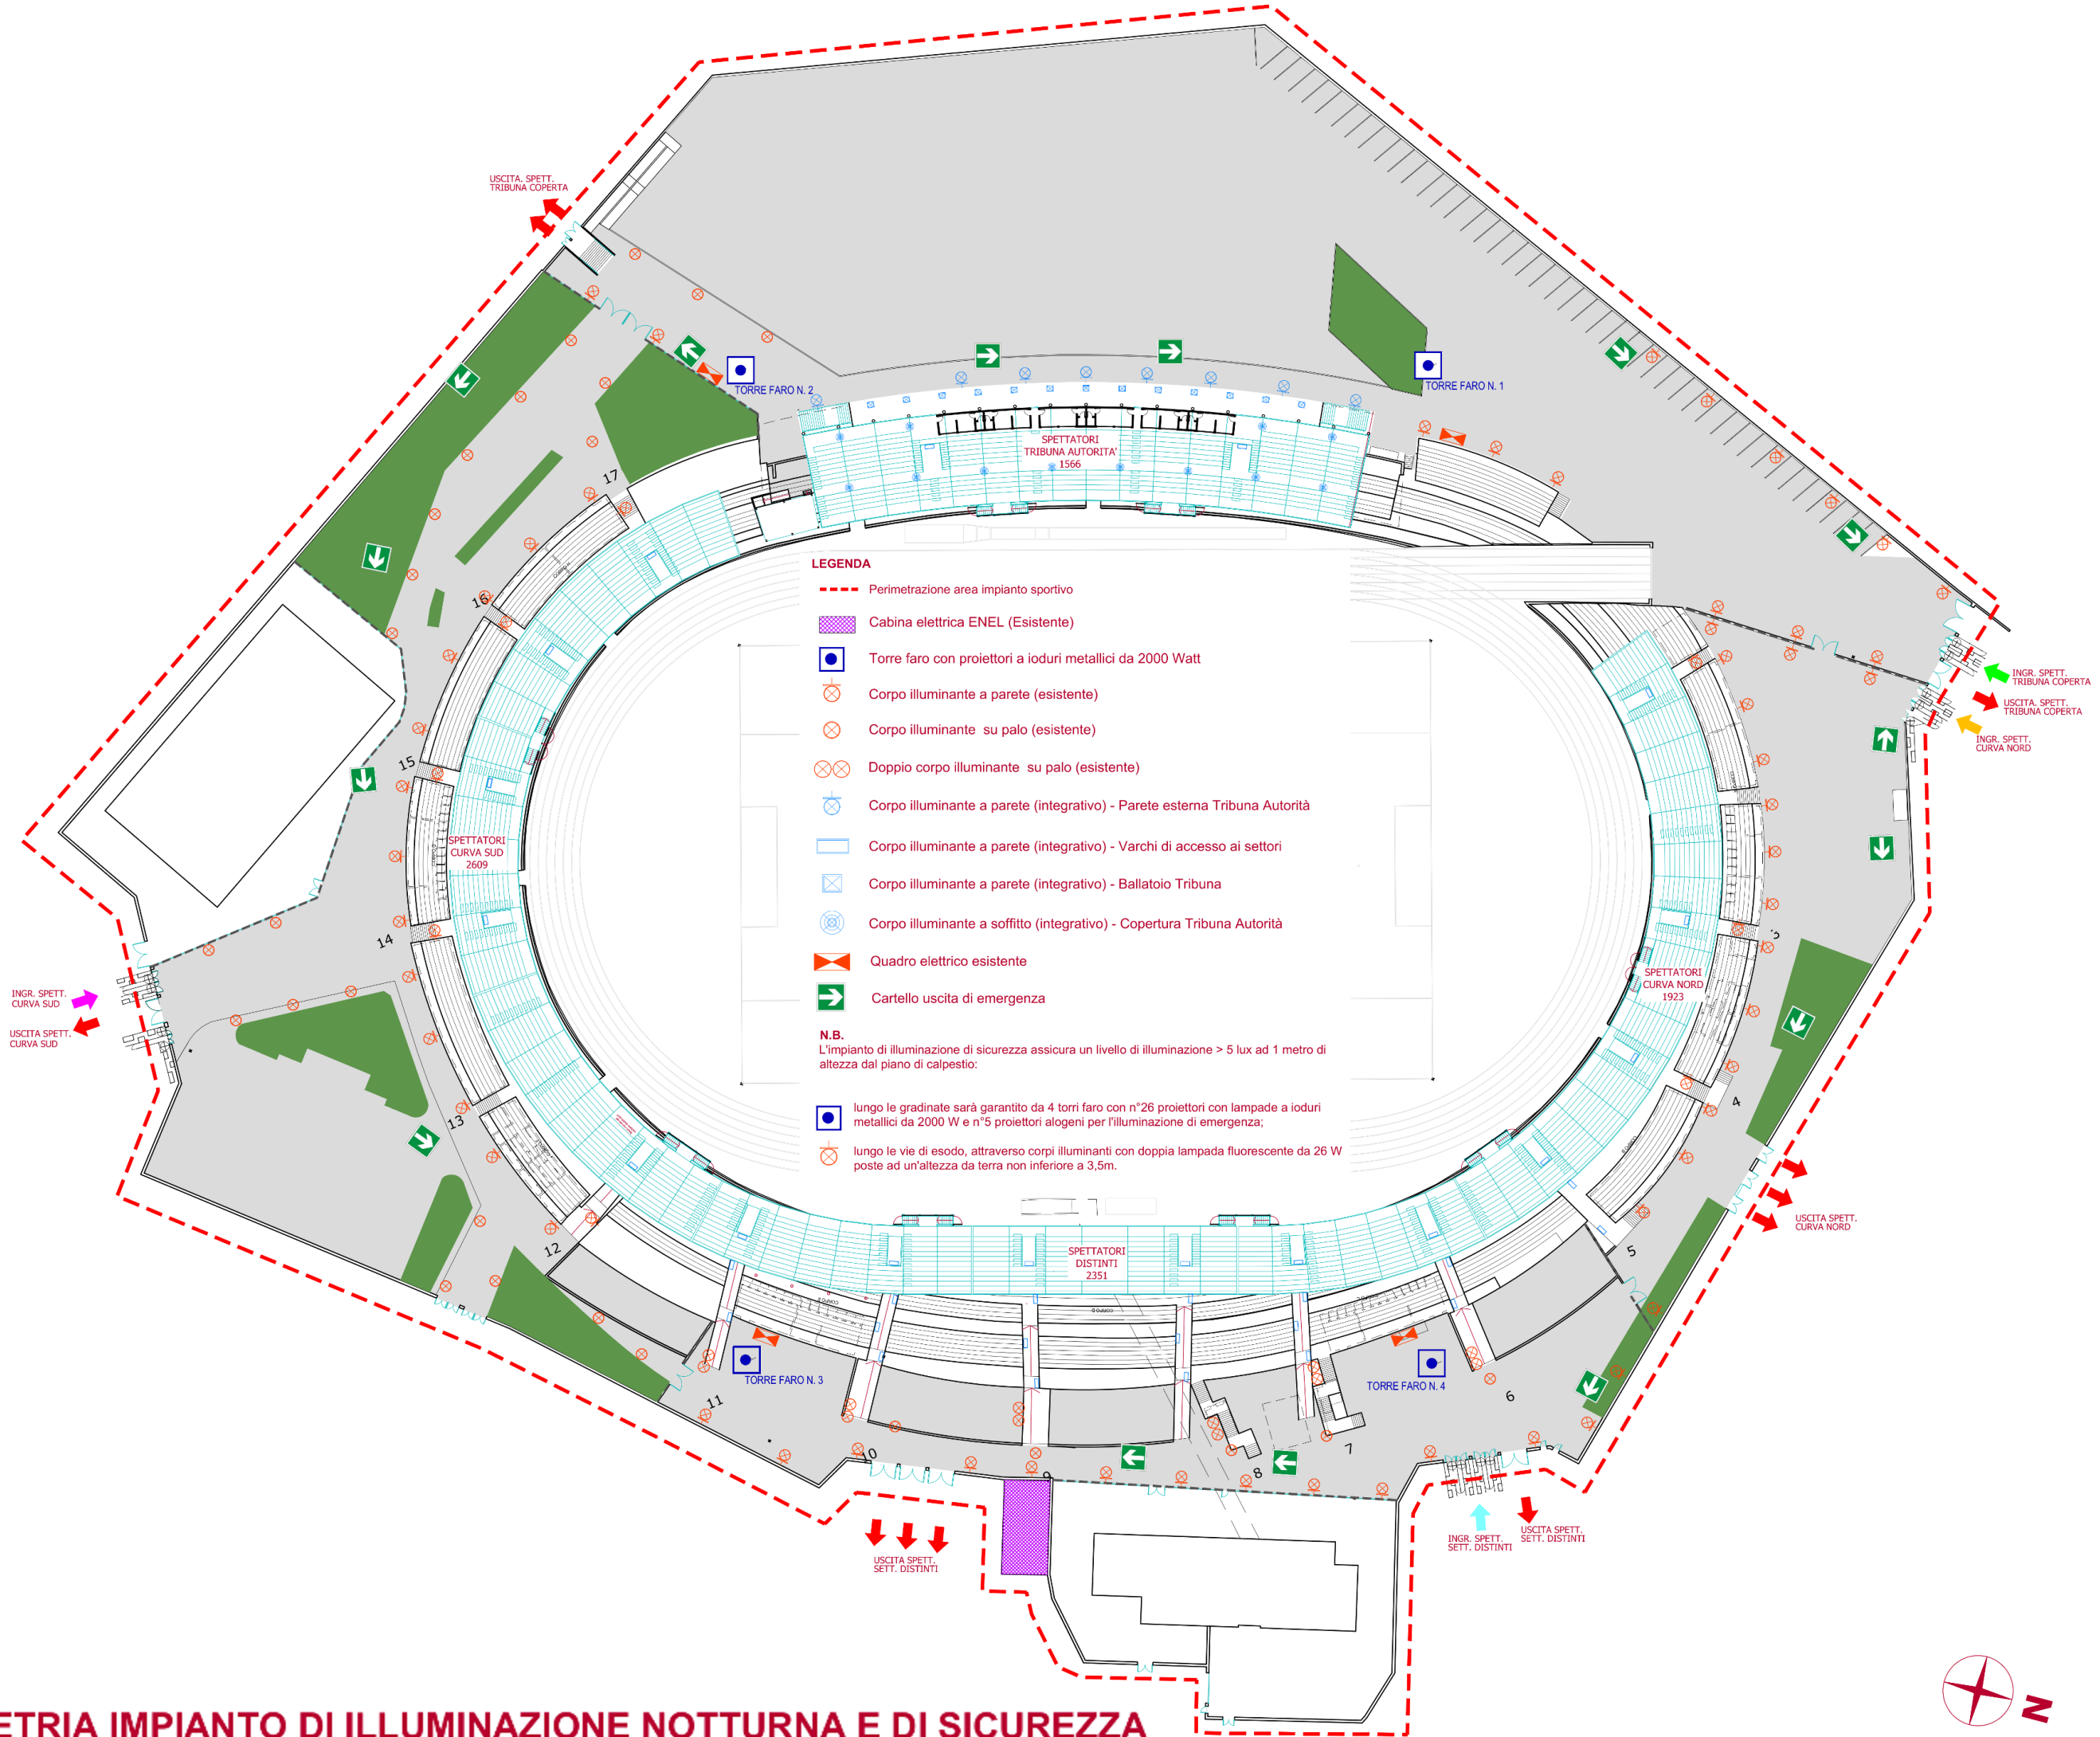 USCITA. SPETT.
TRIBUNA COPERTA
TORRE FARO N. 2
TORRE FARO N. 1
SPETTATORI
TRIBUNA AUTORITA'
1566
17
16
15
14
13
12
11
10
9
8
7
6
5
4
3
INGR. SPETT.
TRIBUNA COPERTA
USCITA. SPETT.
TRIBUNA COPERTA
INGR. SPETT.
CURVA NORD
SPETTATORI
CURVA SUD
2609
SPETTATORI
CURVA NORD
1923
INGR. SPETT.
CURVA SUD
USCITA SPETT.
CURVA SUD
LEGENDA
Perimetrazione area impianto sportivo
Cabina elettrica ENEL (Esistente)
Torre faro con proiettori a ioduri metallici da 2000 Watt
Corpo illuminante a parete (esistente)
Corpo illuminante su palo (esistente)
Doppio corpo illuminante su palo (esistente)
Corpo illuminante a parete (integrativo) - Parete esterna Tribuna Autorità
Corpo illuminante a parete (integrativo) - Varchi di accesso ai settori
Corpo illuminante a parete (integrativo) - Ballatoio Tribuna
Corpo illuminante a soffitto (integrativo) - Copertura Tribuna Autorità
Quadro elettrico esistente
Cartello uscita di emergenza
N.B.
L'impianto di illuminazione di sicurezza assicura un livello di illuminazione > 5 lux ad 1 metro di
altezza dal piano di calpestio:
lungo le gradinate sarà garantito da 4 torri faro con n°26 proiettori con lampade a ioduri
metallici da 2000 W e n°5 proiettori alogeni per l'illuminazione di emergenza;
lungo le vie di esodo, attraverso corpi illuminanti con doppia lampada fluorescente da 26 W
poste ad un'altezza da terra non inferiore a 3,5m.
USCITA SPETT.
CURVA NORD
SPETTATORI
DISTINTI
2351
CORPO D
TORRE FARO N. 3
TORRE FARO N. 4
USCITA SPETT.
SETT. DISTINTI
INGR. SPETT.
SETT. DISTINTI
USCITA SPETT.
SETT. DISTINTI
N
ETRIA IMPIANTO DI ILLUMINAZIONE NOTTURNA E DI SICUREZZA